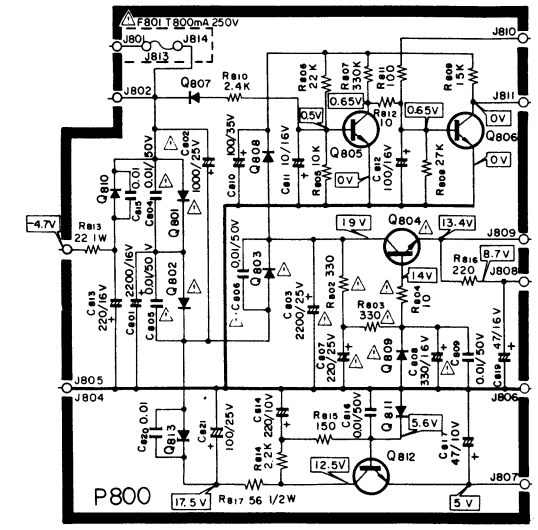 F801 T800mA 250V
J801
J814
J813
J810
J802
Q807
R810
2.4K
R806
22K
R807
330K
R811
100
R809
15K
J811
0.5V
0.65V
R812
10
0.65V
0V
Q805
Q806
0V
0V
C802
1000/25V
C810
100/35V
Q808
C811
10/16V
R805
10K
C812
100/16V
R808
27K
Q810
C815
0.01
C804
0.01/50V
Q801
-4.7V
R813
22 1W
19V
Q804
13.4V
J809
8.7V
J808
R816
220
14V
C813
220/16V
C801
2200/16V
C805
0.01/50V
Q802
C806
0.01/50V
Q803
C803
2200/25V
R802
330
R804
10
R803
330
C807
220/25V
Q809
C808
330/16V
C809
0.01/50V
C819
47/16V
J805
J804
J806
C820
0.01
Q813
C821
100/25V
C814
220/10V
R815
150
C816
0.01/50V
Q811
5.6V
R814
2.2K
12.5V
Q812
C817
47/10V
J807
P800
17.5V
R817 56 1/2W
5V